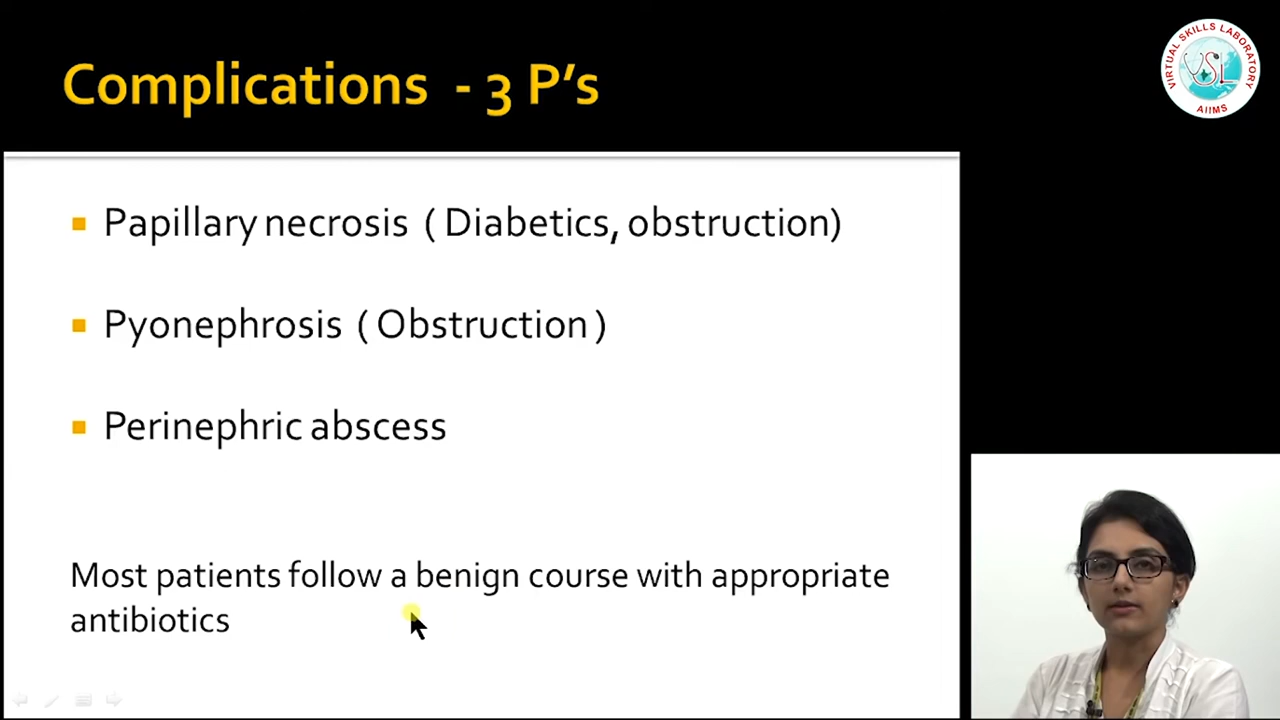 Complications - 3 P's
VIRTUAL SKILLS LABORATORY
VSL
AIIMS
Papillary necrosis ( Diabetics, obstruction)
Pyonephrosis ( Obstruction )
Perinephric abscess
Most patients follow a benign course with appropriate
antibiotics